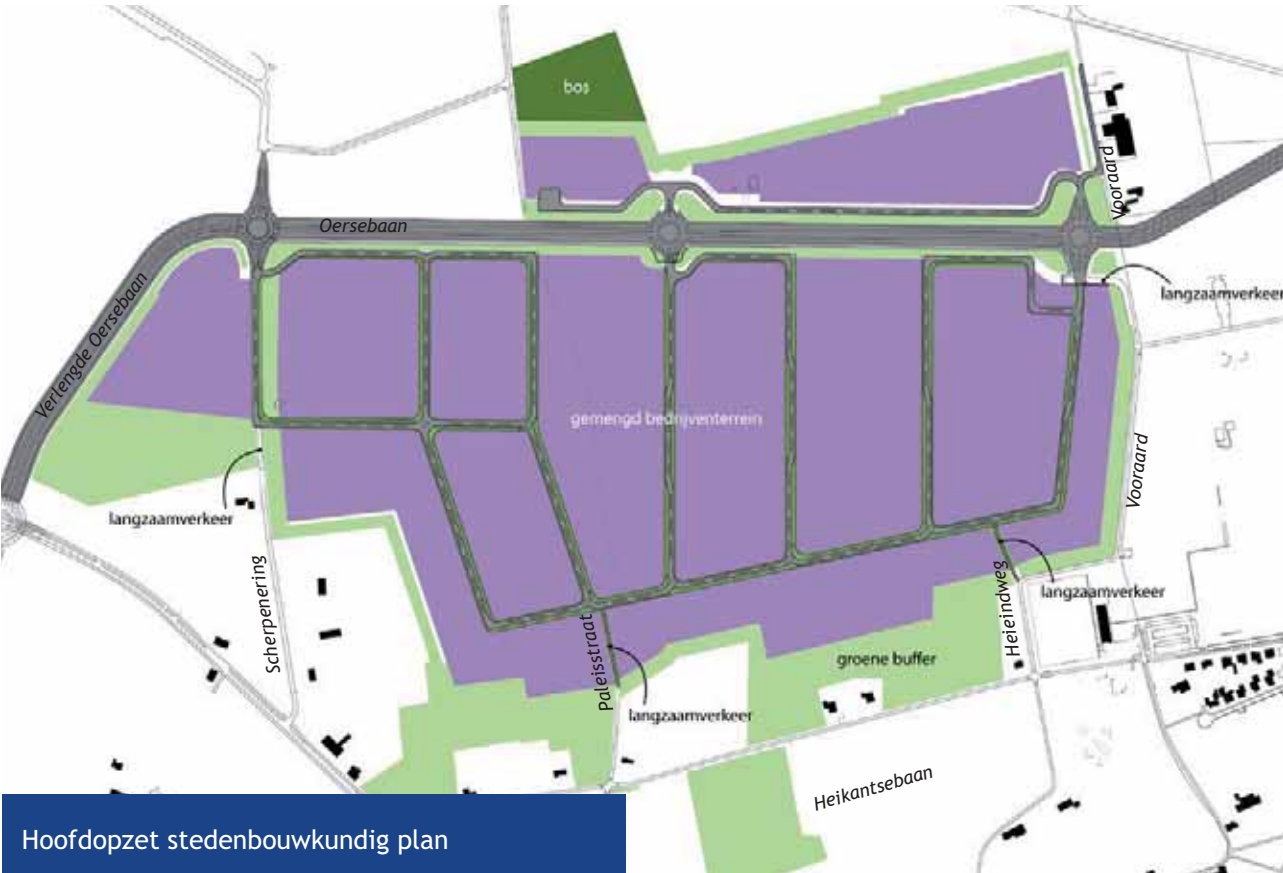 bos
Vooraard
Oersebaan
langzaamverkeer
Verlengde Oersebaan
gemengd bedrijventerrein
Vooraard
langzaamverkeer
Scherpenering
Heieindweg
langzaamverkeer
Paleisstraat
groene buffer
langzaamverkeer
Heikantsebaan
Hoofdopzet stedenbouwkundig plan